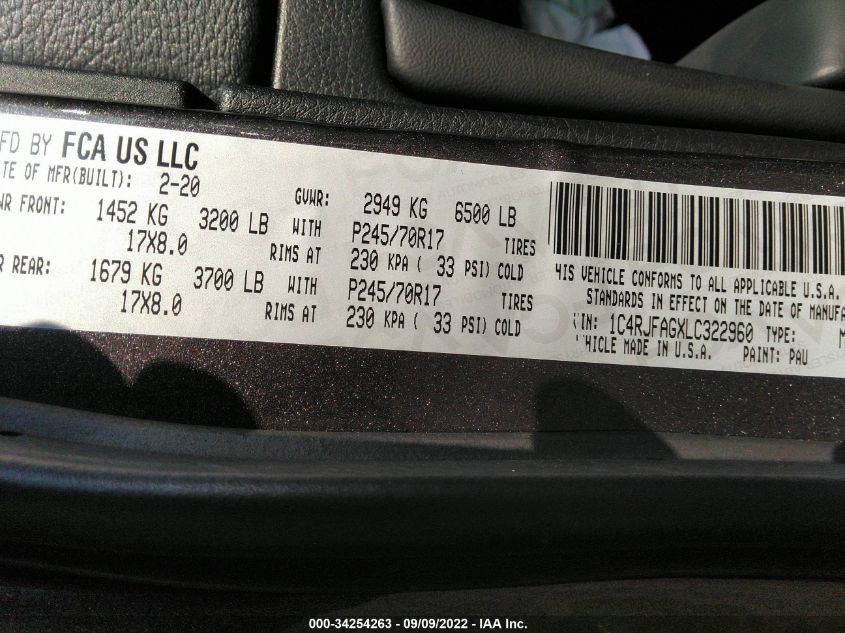 FD BY FCA US LLC
TE OF MFR(BUILT): 2-20 GVWR: 2949 KG 6500 LB
WR FRONT: 1452 KG 3200 LB WITH P245/70R17 TIRES
17X8.0 RIMS AT 230 KPA ( 33 PSI) COLD
R REAR: 1679 KG 3700 LB WITH P245/70R17 TIRES
17X8.0 RIMS AT 230 KPA ( 33 PSI) COLD
IS VEHICLE CONFORMS TO ALL APPLICABLE U.S.A.
STANDARDS IN EFFECT ON THE DATE OF MANUFA
IN: 1C4RJFAGXLC322960 TYPE: M
HICLE MADE IN U.S.A. PAINT: PAU
000-34254263 - 09/09/2022 - IAA Inc.